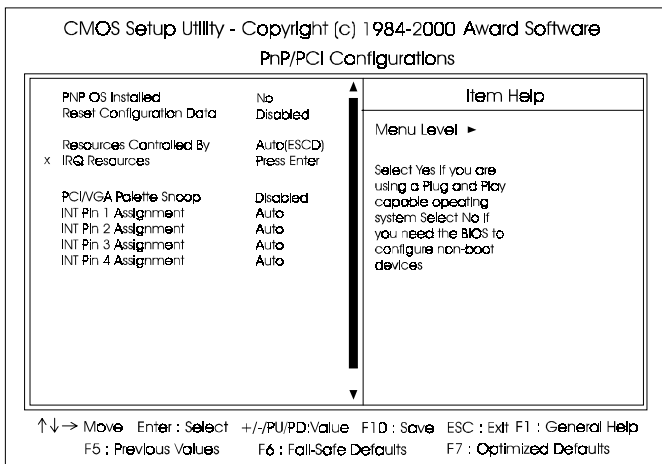 CMOS Setup Utility - Copyright (c) 1984-2000 Award Software
PnP/PCI Configurations
PNP OS Installed No
Reset Configuration Data Disabled
Resources Controlled By Auto(ESCD)
x IRQ Resources Press Enter
PCI/VGA Palette Snoop Disabled
INT Pin 1 Assignment Auto
INT Pin 2 Assignment Auto
INT Pin 3 Assignment Auto
INT Pin 4 Assignment Auto
Item Help
Menu Level ►
Select Yes if you are
using a Plug and Play
capable opeating
system Select No if
you need the BIOS to
configure non-boot
devices
↑↓→ Move Enter : Select +/-/PU/PD:Value F10 : Save ESC : Exit F1 : General Help
F5 : Previous Values F6 : Fail-Safe Defaults F7 : Optimized Defaults